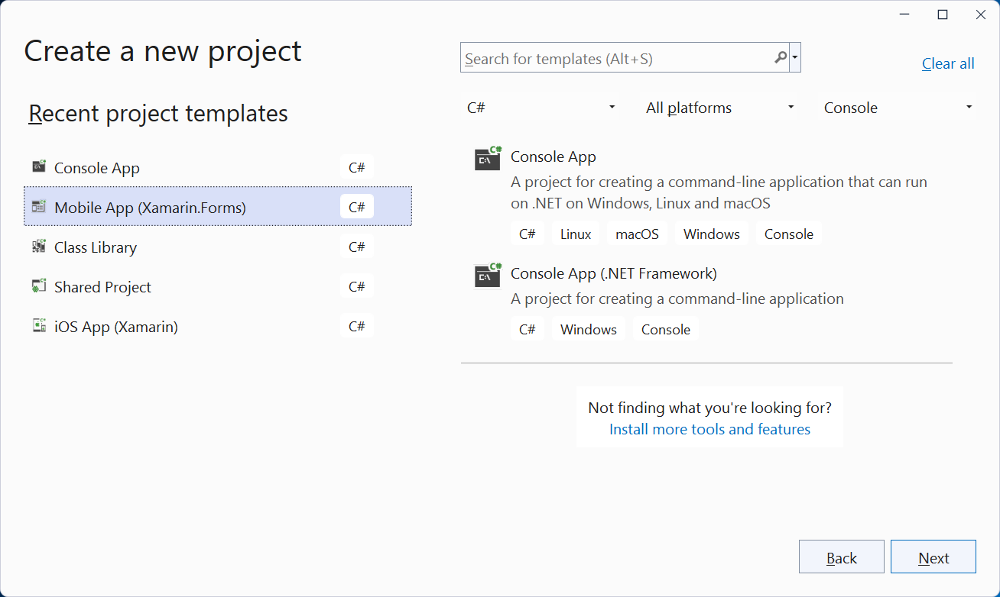 Create a new project
Search for templates (Alt+S)
Clear all
Recent project templates
C#
All platforms
Console
Console App
C#
Mobile App (Xamarin.Forms)
C#
Class Library
C#
Shared Project
C#
iOS App (Xamarin)
C#
Console App
A project for creating a command-line application that can run
on .NET on Windows, Linux and macOS
C# Linux macOS Windows Console
Console App (.NET Framework)
A project for creating a command-line application
C# Windows Console
Not finding what you're looking for?
Install more tools and features
Back
Next